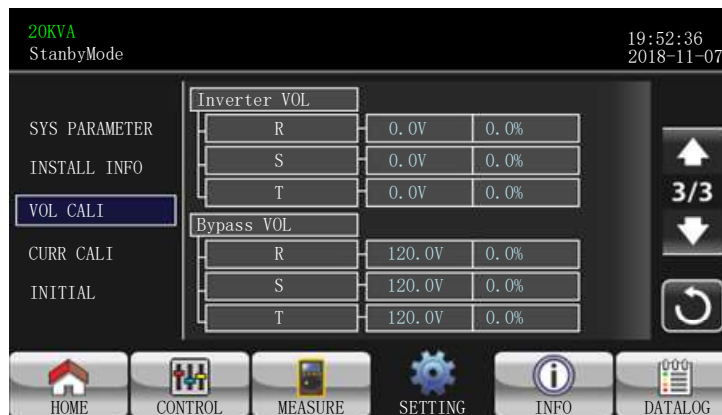 20KVA
StanbyMode
19:52:36
2018-11-07
SYS PARAMETER
INSTALL INFO
VOL CALI
CURR CALI
INITIAL
Inverter VOL
R 0.0V 0.0%
S 0.0V 0.0%
T 0.0V 0.0%
Bypass VOL
R 120.0V 0.0%
S 120.0V 0.0%
T 120.0V 0.0%
3/3
HOME CONTROL MEASURE SETTING INFO DATALOG